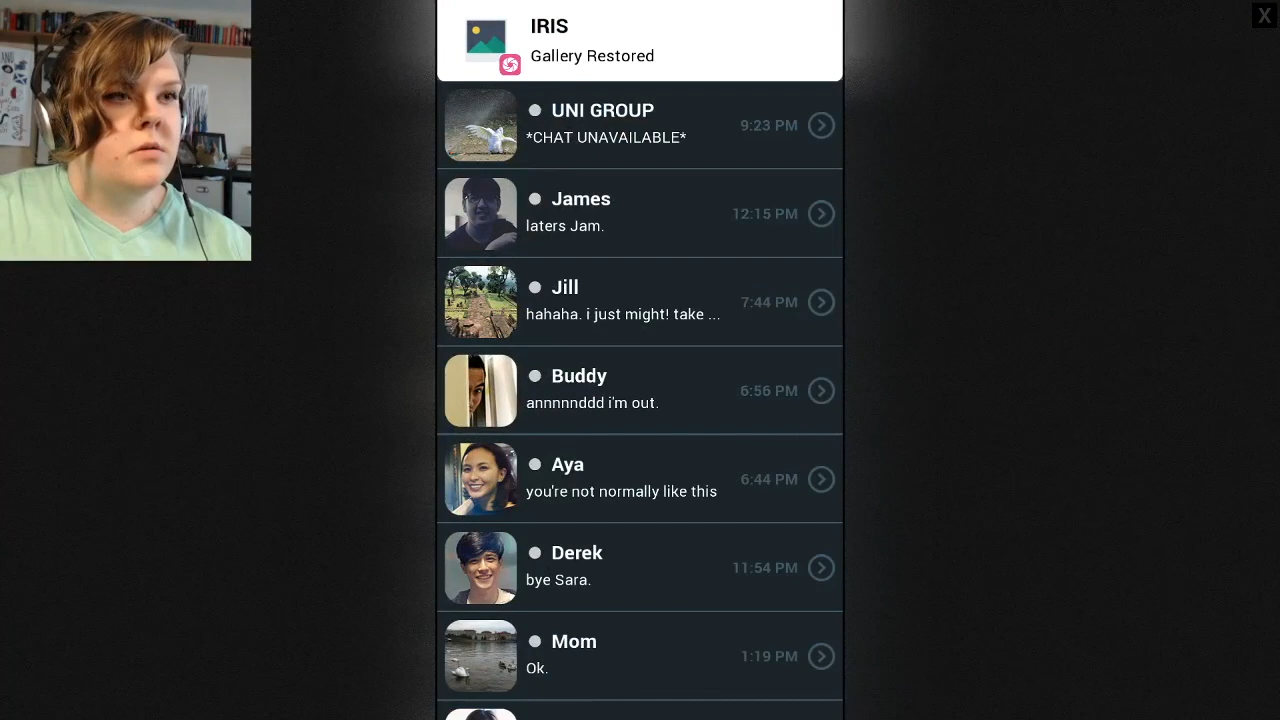 IRIS
Gallery Restored
UNI GROUP
*CHAT UNAVAILABLE*
9:23 PM
James
laters Jam.
12:15 PM
Jill
hahaha. i just might! take ...
7:44 PM
Buddy
annnnnddd i'm out.
6:56 PM
Aya
you're not normally like this
6:44 PM
Derek
bye Sara.
11:54 PM
Mom
Ok.
1:19 PM
X